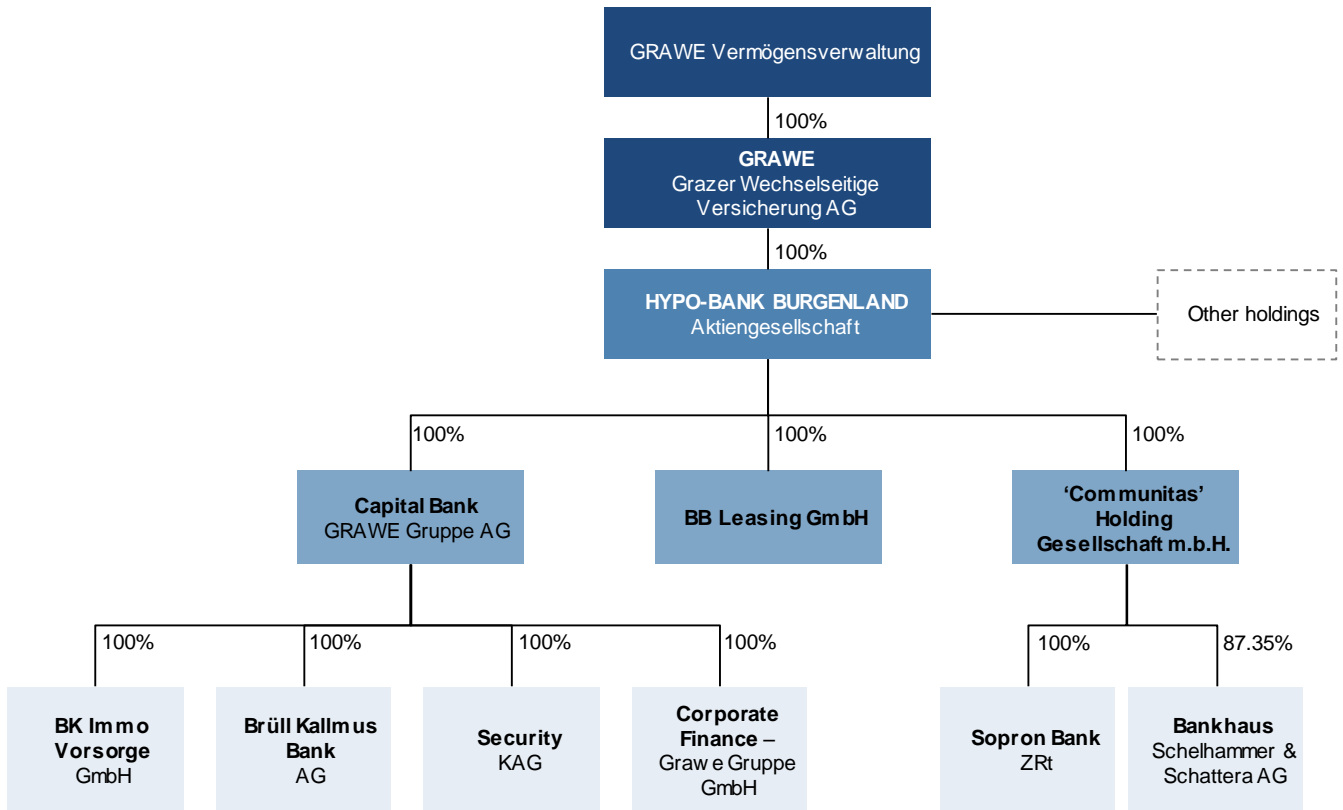 GRAWE Vermögensverwaltung
100%
GRAWE
Grazer Wechselseitige
Versicherung AG
100%
HYPO-BANK BURGENLAND
Aktiengesellschaft
Other holdings
100%
100%
100%
Capital Bank
GRAWE Gruppe AG
BB Leasing GmbH
‘Communitas’
Holding
Gesellschaft m.b.H.
100%
100%
100%
100%
100%
87.35%
BK Immo
Vorsorge
GmbH
Brüll Kallmus
Bank
AG
Security
KAG
Corporate
Finance –
Grawe Gruppe
GmbH
Sopron Bank
ZRt
Bankhaus
Schelhammer &
Schattera AG